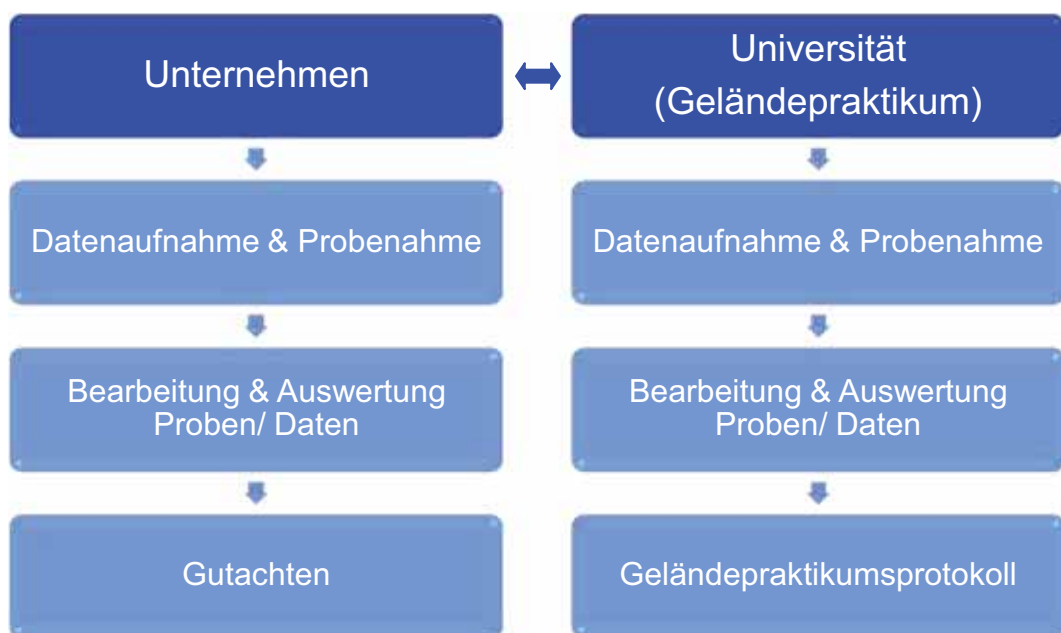 Unternehmen
Universität
(Geländepraktikum)
Datenaufnahme & Probenahme
Datenaufnahme & Probenahme
Bearbeitung & Auswertung
Proben/ Daten
Bearbeitung & Auswertung
Proben/ Daten
Gutachten
Geländepraktikumsprotokoll